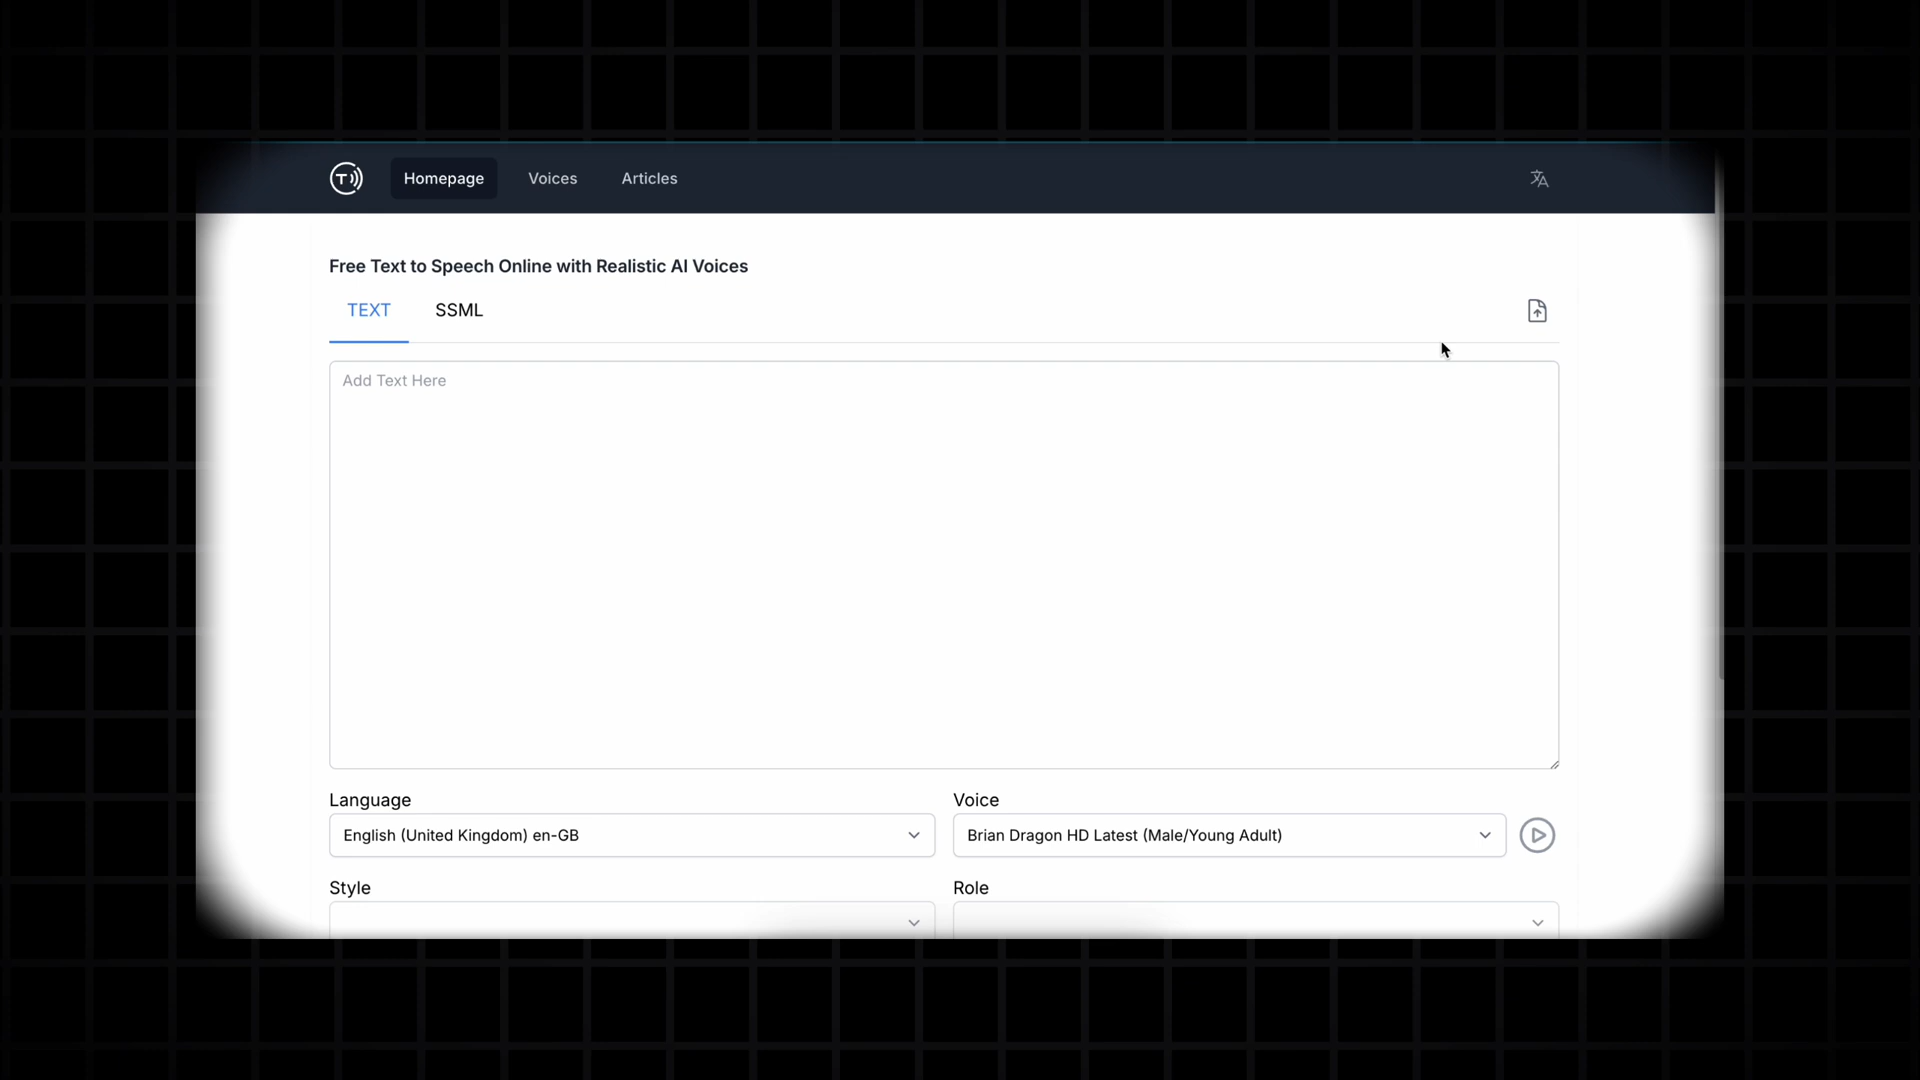 T
Homepage
Voices
Articles
Free Text to Speech Online with Realistic AI Voices
TEXT
SSML
Add Text Here
Language
Voice
English (United Kingdom) en-GB
Brian Dragon HD Latest (Male/Young Adult)
Style
Role